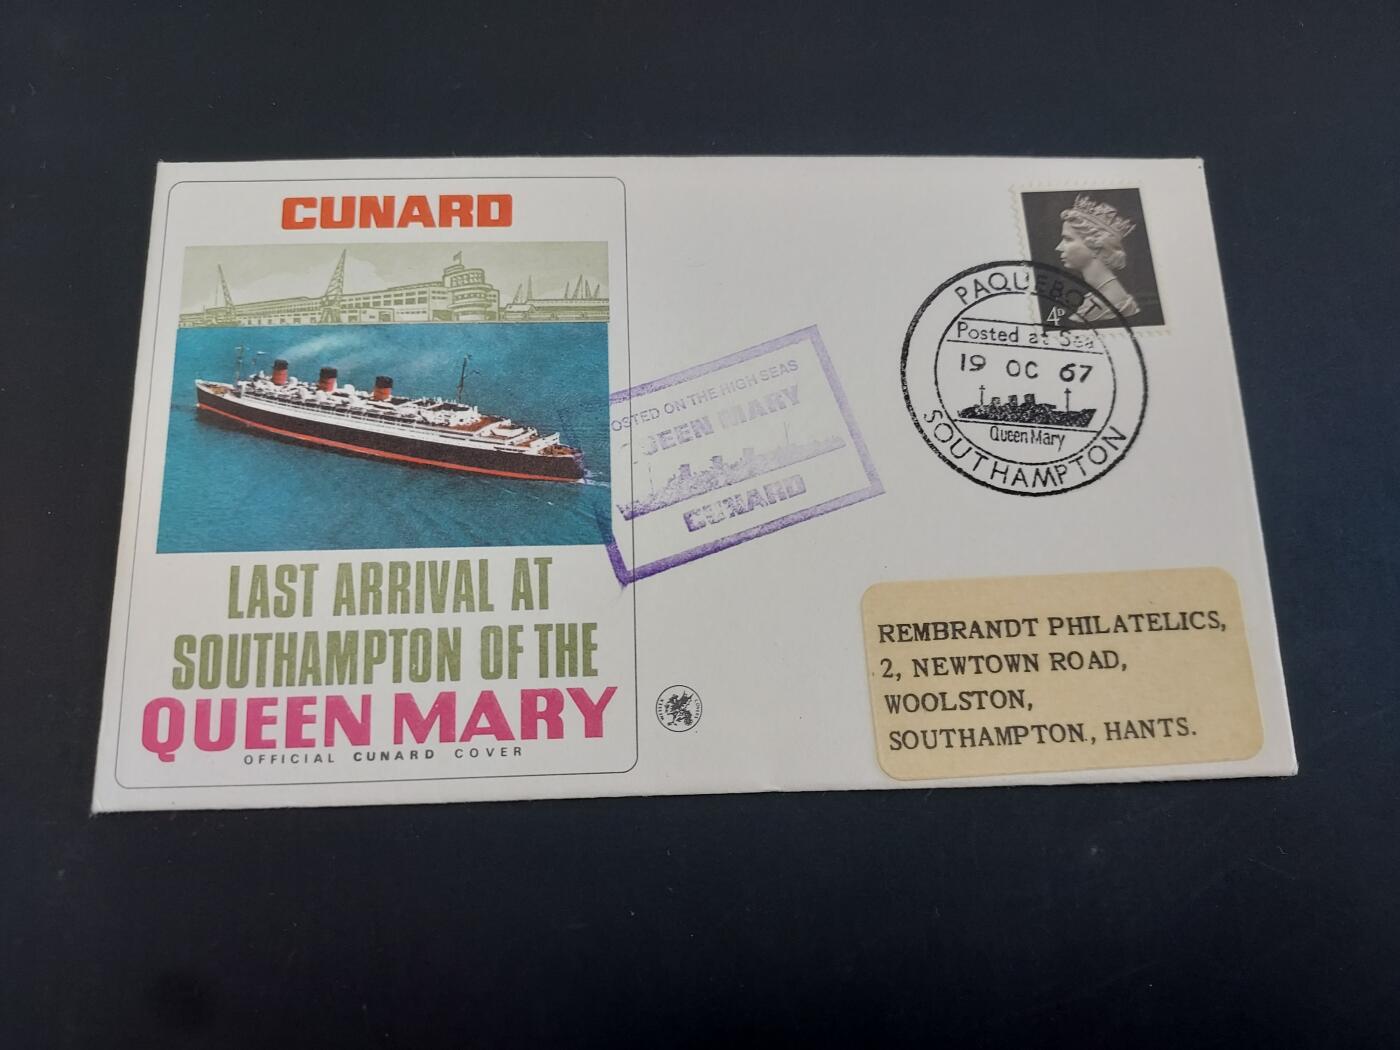 CUNARD
LAST ARRIVAL AT
SOUTHAMPTON OF THE
QUEEN MARY
OFFICIAL CUNARD COVER
OSTED ON THE HIGH SEAS
QUEEN MARY
CUNARD
4D
PAQUEBOT
Posted at Sea
19 OC 67
Queen Mary
SOUTHAMPTON
REMBRANDT PHILATELICS,
2, NEWTOWN ROAD,
WOOLSTON,
SOUTHAMPTON., HANTS.